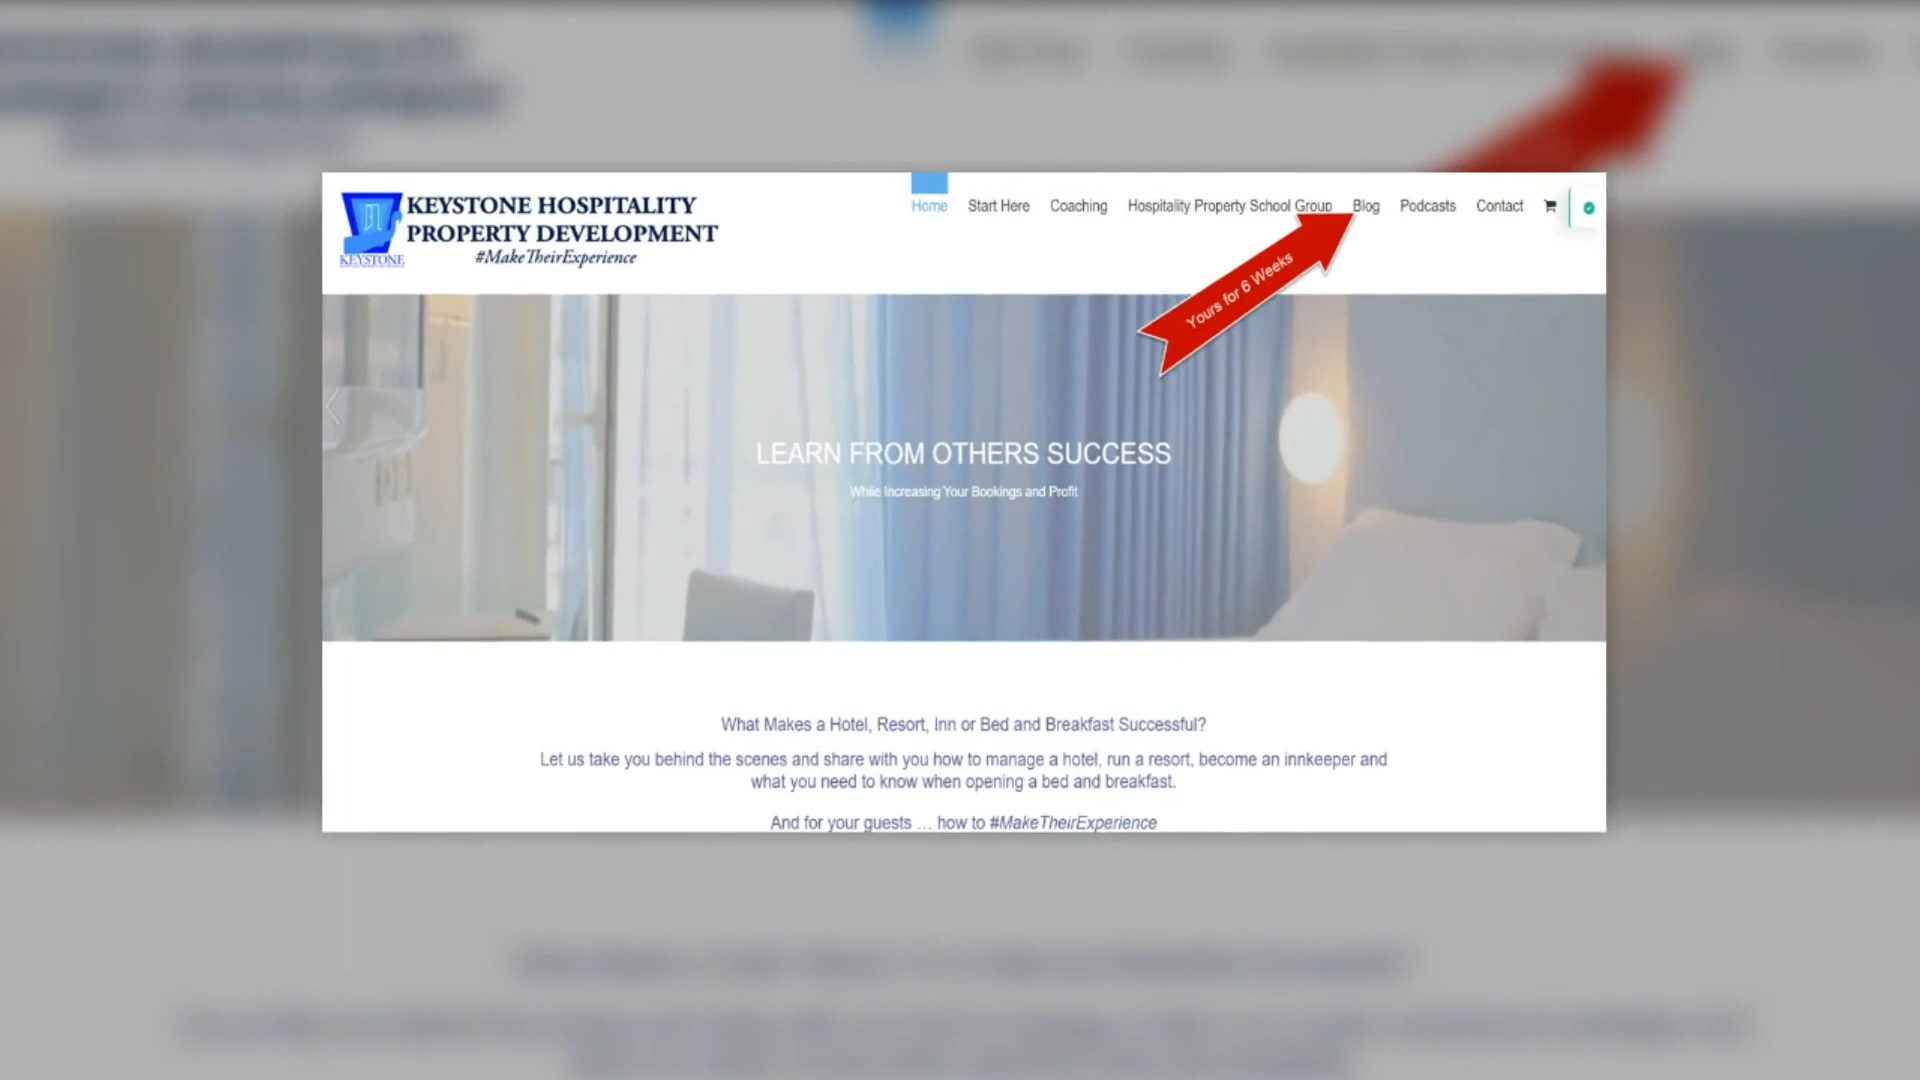 KEYSTONE HOSPITALITY
PROPERTY DEVELOPMENT
#MakeTheirExperience
KEYSTONE
Home Start Here Coaching Hospitality Property School Group Blog Podcasts Contact
Yours for 6 Weeks
LEARN FROM OTHERS SUCCESS
While Increasing Your Bookings and Profit
What Makes a Hotel, Resort, Inn or Bed and Breakfast Successful?
Let us take you behind the scenes and share with you how to manage a hotel, run a resort, become an innkeeper and
what you need to know when opening a bed and breakfast.
And for your guests … how to #MakeTheirExperience